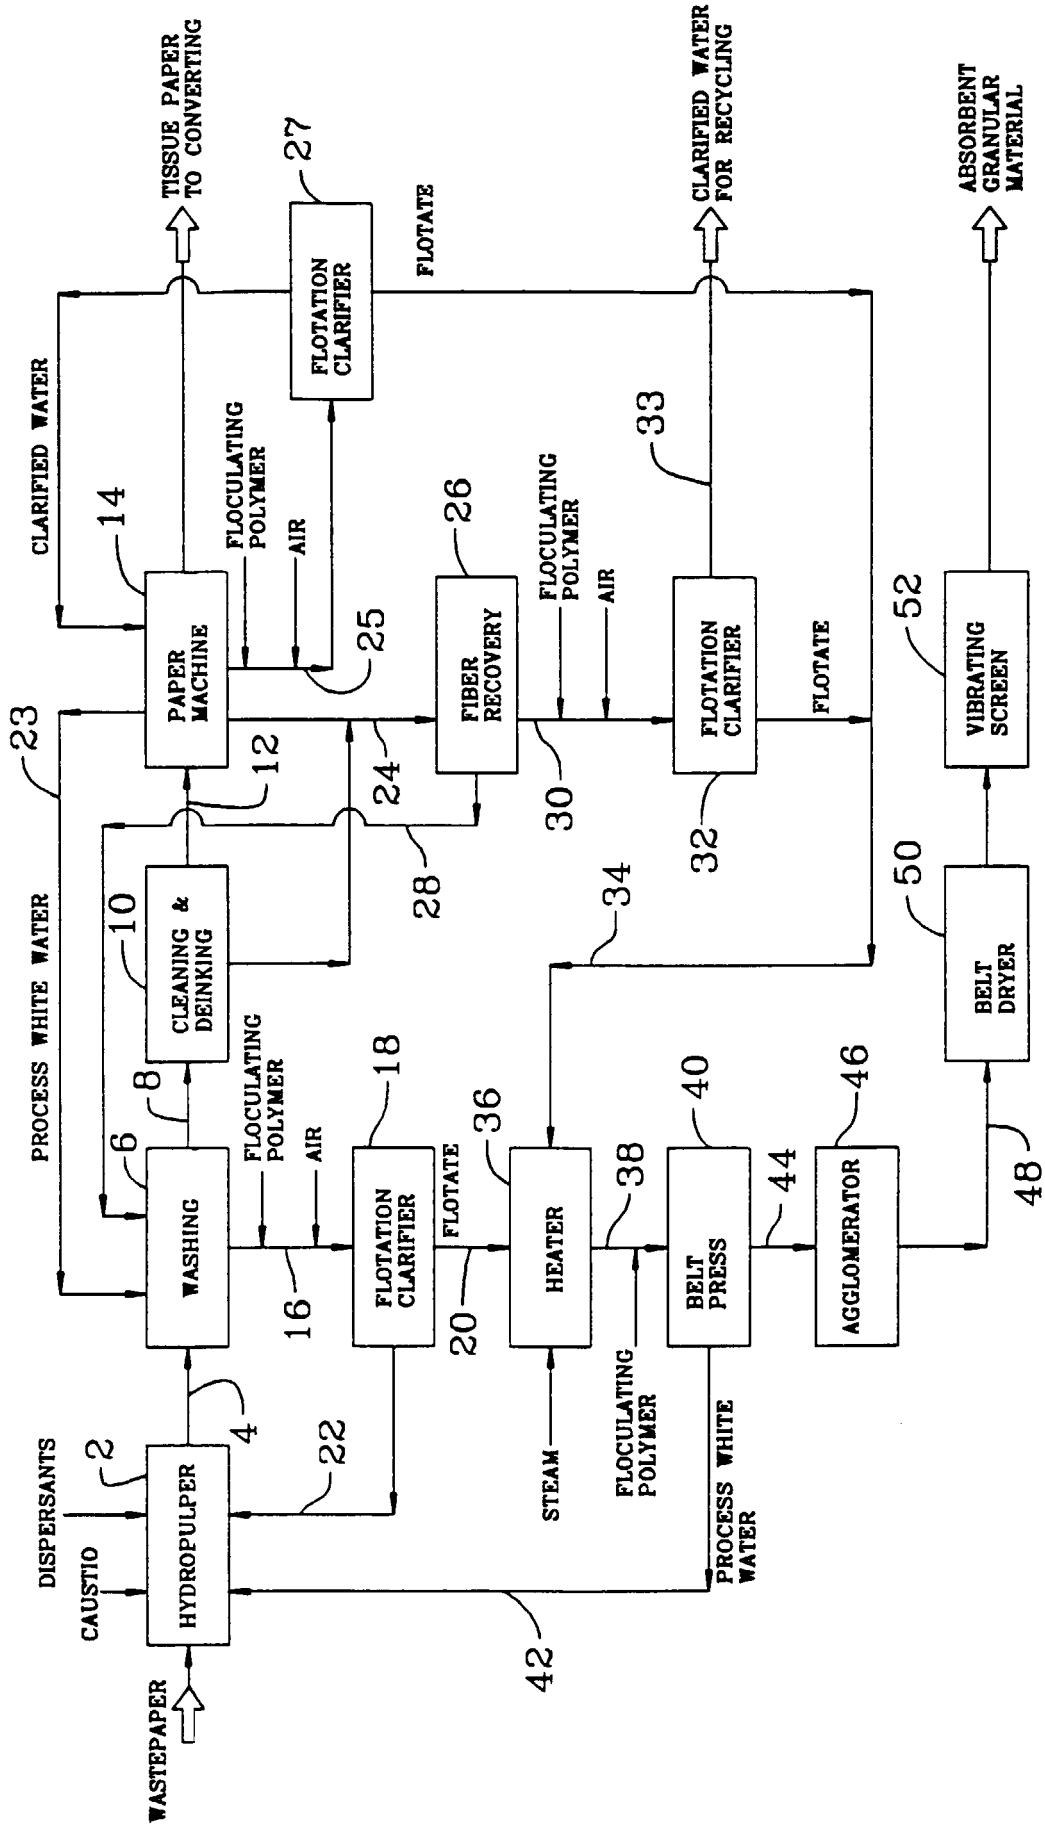 DISPERSANTS
CAUSTIO
WASTEPAPER
2
HYDROPULPER
4
22
42
PROCESS WHITE WATER
23
CLARIFIED WATER
6
WASHING
8
10
CLEANING &
DEINKING
12
14
PAPER
MACHINE
TISSUE PAPER
TO CONVERTING
FLOCULATING
POLYMER
AIR
16
FLOCULATING
POLYMER
AIR
25
27
FLOTATION
CLARIFIER
FLOTATE
18
FLOTATION
CLARIFIER
FLOTATE
20
24
28
26
FIBER
RECOVERY
30
FLOCULATING
POLYMER
AIR
33
CLARIFIED WATER
FOR RECYCLING
32
FLOTATION
CLARIFIER
FLOTATE
34
STEAM
36
HEATER
38
FLOCULATING
POLYMER
40
BELT
PRESS
PROCESS WHITE
WATER
44
46
AGGLOMERATOR
48
50
BELT
DRYER
52
VIBRATING
SCREEN
ABSORBENT
GRANULAR
MATERIAL